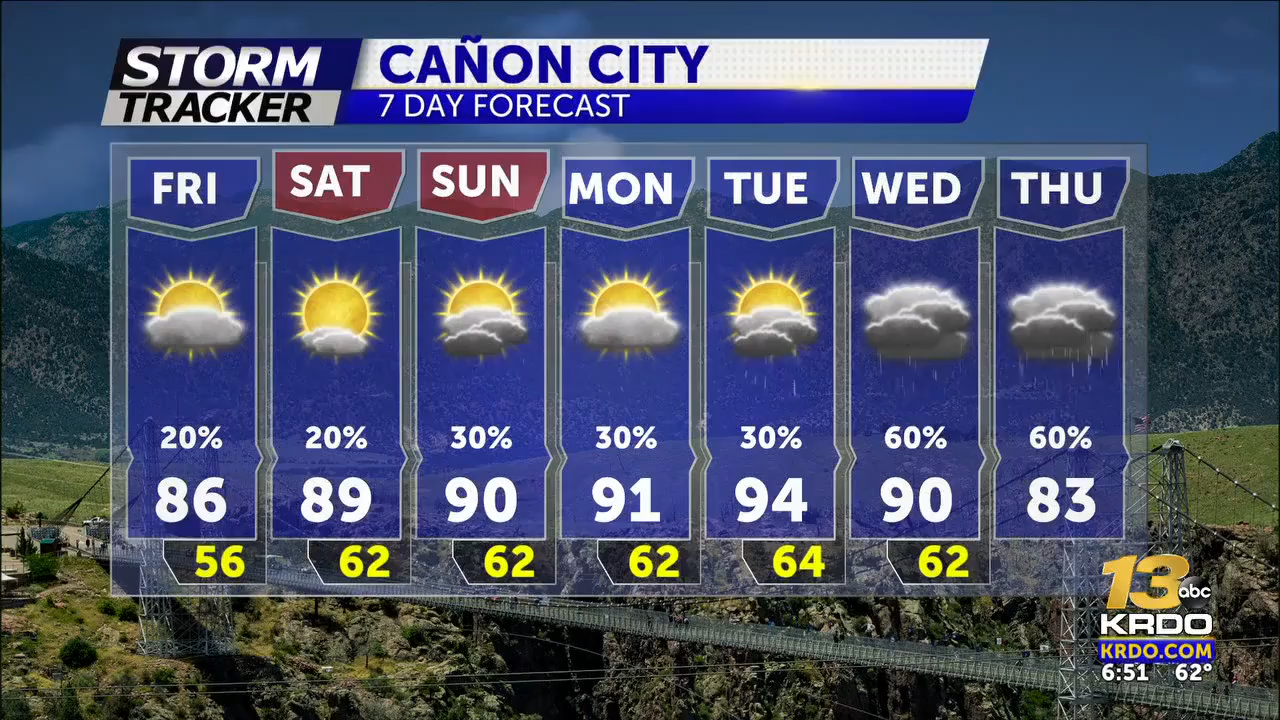 STORM
TRACKER
CAÑON CITY
7 DAY FORECAST
FRI SAT SUN MON TUE WED THU
20% 20% 30% 30% 30% 60% 60%
86 89 90 91 94 90 83
56 62 62 62 64 62
13 abc
KRDO
KRDO.COM
6:51 62°